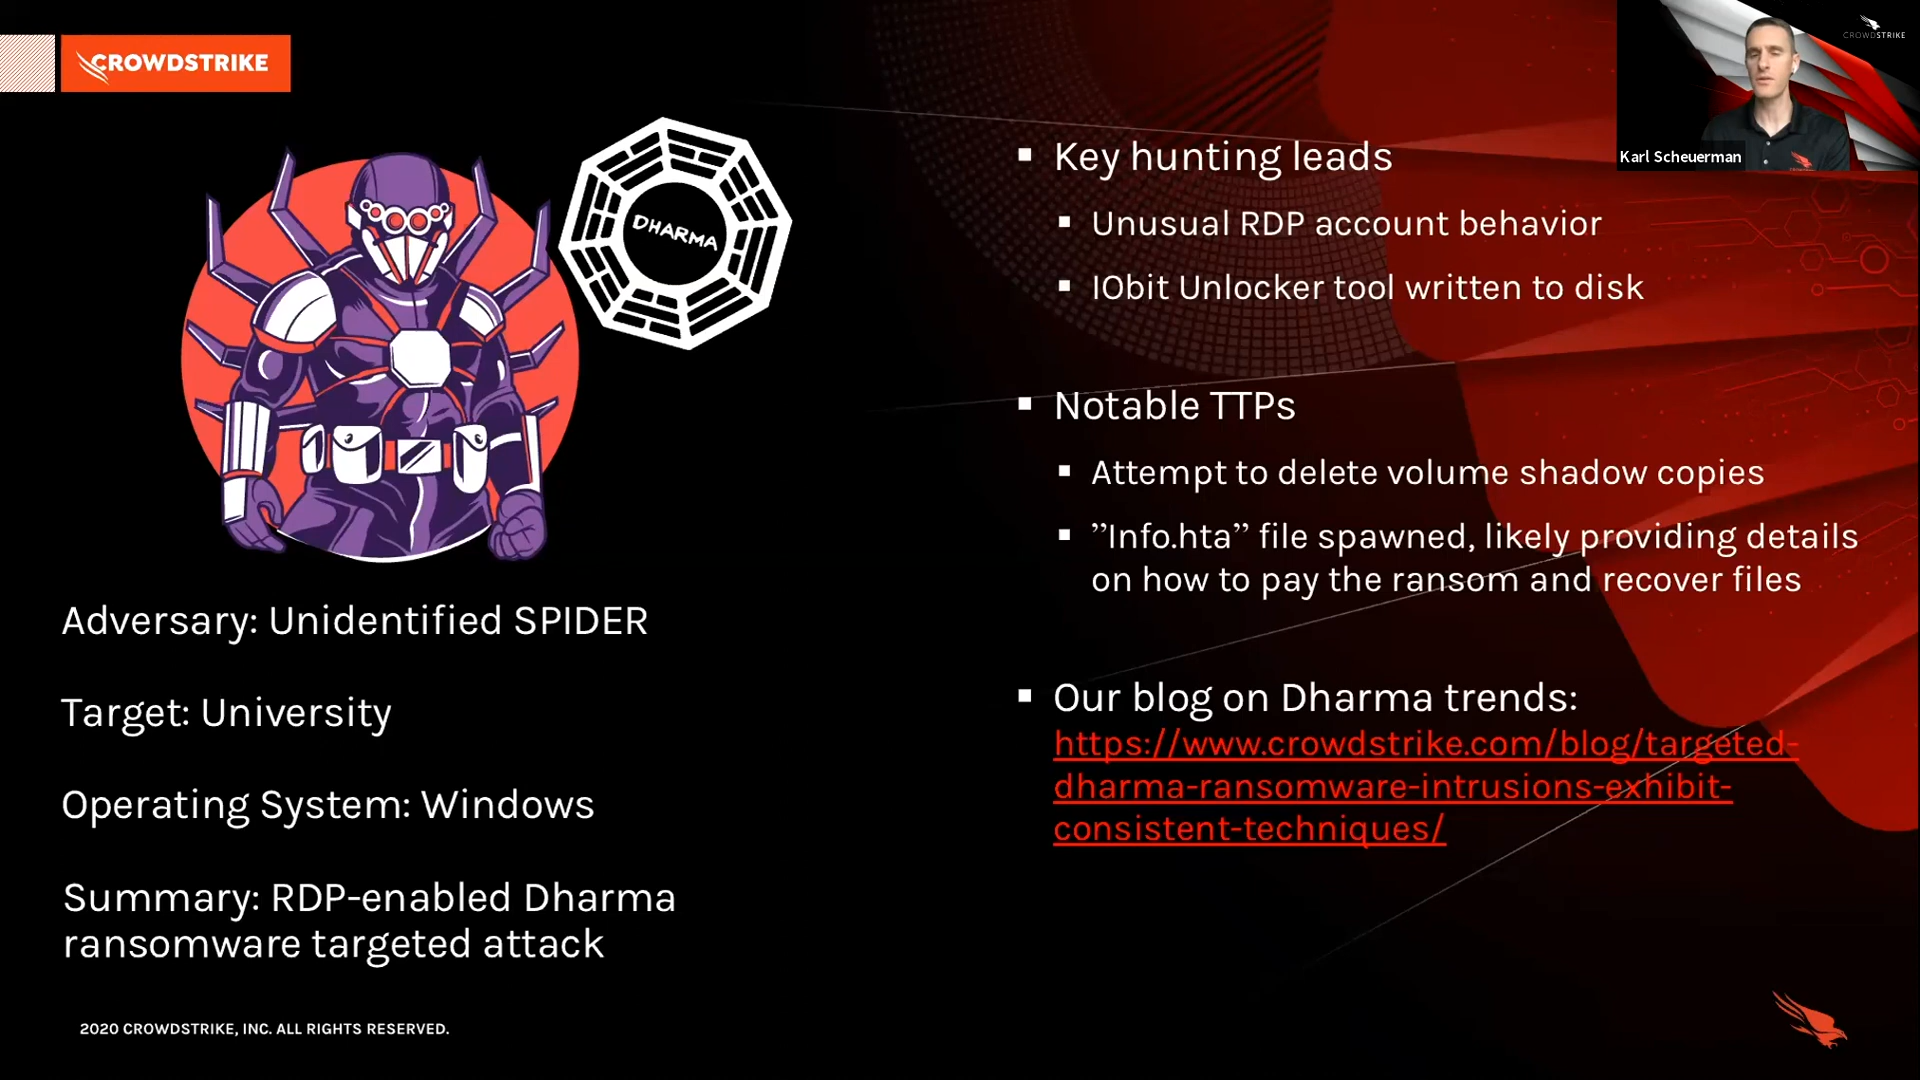 CROWDSTRIKE
DHARMA
Adversary: Unidentified SPIDER
Target: University
Operating System: Windows
Summary: RDP-enabled Dharma
ransomware targeted attack
Key hunting leads
Unusual RDP account behavior
IObit Unlocker tool written to disk
Notable TTPs
Attempt to delete volume shadow copies
”Info.hta” file spawned, likely providing details
on how to pay the ransom and recover files
Our blog on Dharma trends:
https://www.crowdstrike.com/blog/targeted-
dharma-ransomware-intrusions-exhibit-
consistent-techniques/
CROWDSTRIKE
Karl Scheuerman
2020 CROWDSTRIKE, INC. ALL RIGHTS RESERVED.